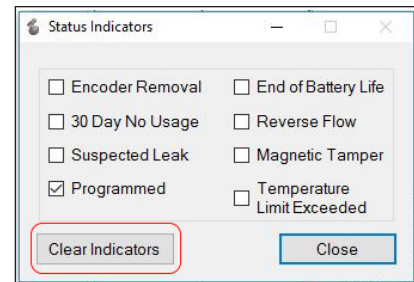 Status Indicators
Encoder Removal
End of Battery Life
30 Day No Usage
Reverse Flow
Suspected Leak
Magnetic Tamper
Programmed
Temperature
Limit Exceeded
Clear Indicators
Close